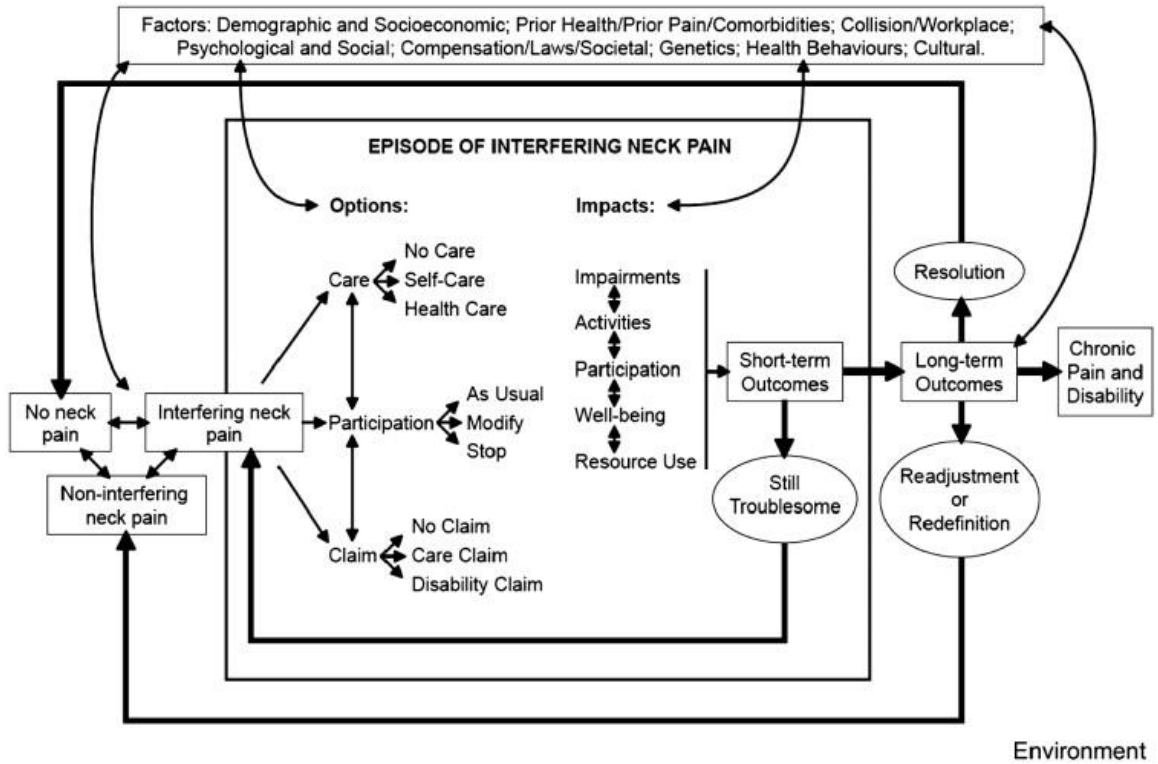 Factors: Demographic and Socioeconomic; Prior Health/Prior Pain/Comorbidities; Collision/Workplace;
Psychological and Social; Compensation/Laws/Societal; Genetics; Health Behaviours; Cultural.
EPISODE OF INTERFERING NECK PAIN
Options:
Impacts:
No Care
Care
Self-Care
Health Care
As Usual
Participation
Modify
Stop
No Claim
Claim
Care Claim
Disability Claim
Impairments
Activities
Participation
Well-being
Resource Use
No neck
pain
Interfering neck
pain
Non-interfering
neck pain
Short-term
Outcomes
Still
Troublesome
Resolution
Long-term
Outcomes
Chronic
Pain and
Disability
Readjustment
or
Redefinition
Environment